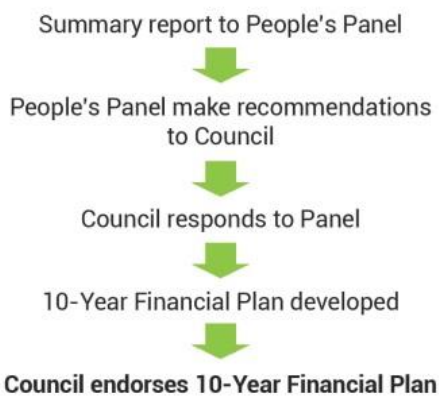 Summary report to People's Panel
People's Panel make recommendations
to Council
Council responds to Panel
10-Year Financial Plan developed
Council endorses 10-Year Financial Plan